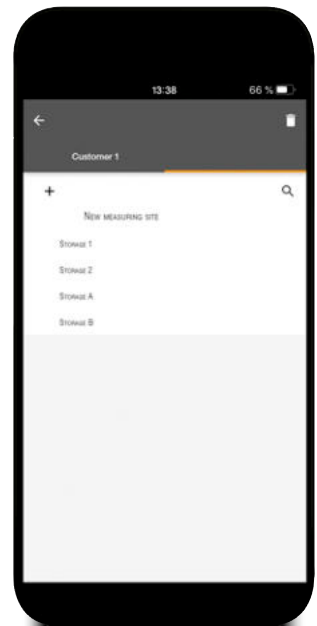 13:38 66 %
Customer 1
New measuring site
Storage 1
Storage 2
Storage A
Storage B